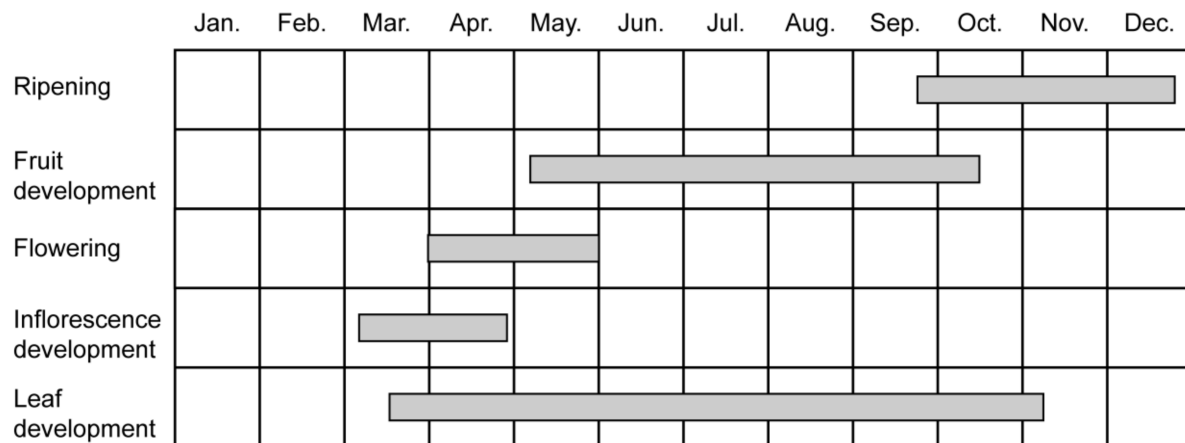 Jan. Feb. Mar. Apr. May. Jun. Jul. Aug. Sep. Oct. Nov. Dec.
Ripening
Fruit
development
Flowering
Inflorescence
development
Leaf
development